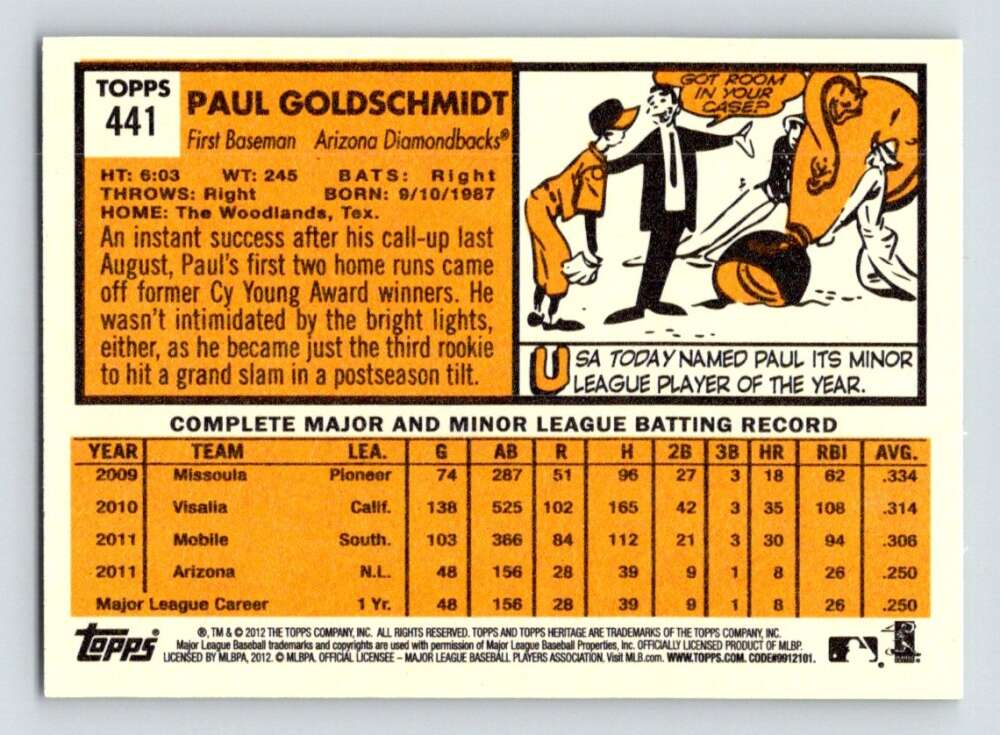 TOPPS
441
PAUL GOLDSCHMIDT
First Baseman Arizona Diamondbacks®
HT: 6:03 WT: 245 BATS: Right
THROWS: Right BORN: 9/10/1987
HOME: The Woodlands, Tex.
An instant success after his call-up last
August, Paul's first two home runs came
off former Cy Young Award winners. He
wasn't intimidated by the bright lights,
either, as he became just the third rookie
to hit a grand slam in a postseason tilt.
GOT ROOM
IN YOUR
CASE?
USA TODAY NAMED PAUL ITS MINOR
LEAGUE PLAYER OF THE YEAR.
COMPLETE MAJOR AND MINOR LEAGUE BATTING RECORD
YEAR TEAM LEA. G AB R H 2B 3B HR RBI AVG.
2009 Missoula Pioneer 74 287 51 96 27 3 18 62 .334
2010 Visalia Calif. 138 525 102 165 42 3 35 108 .314
2011 Mobile South. 103 366 84 112 21 3 30 94 .306
2011 Arizona N.L. 48 156 28 39 9 1 8 26 .250
Major League Career 1 Yr. 48 156 28 39 9 1 8 26 .250
TOPPS
®, TM & © 2012 THE TOPPS COMPANY, INC. ALL RIGHTS RESERVED. TOPPS AND TOPPS HERITAGE ARE TRADEMARKS OF THE TOPPS COMPANY, INC.
Major League Baseball trademarks and copyrights are used with permission of Major League Baseball Properties, Inc. OFFICIALLY LICENSED PRODUCT OF MLBP.
LICENSED BY MLBPA, 2012. © MLBPA. OFFICIAL LICENSEE – MAJOR LEAGUE BASEBALL PLAYERS ASSOCIATION. Visit MLB.com. WWW.TOPPS.COM. CODE#9912101.